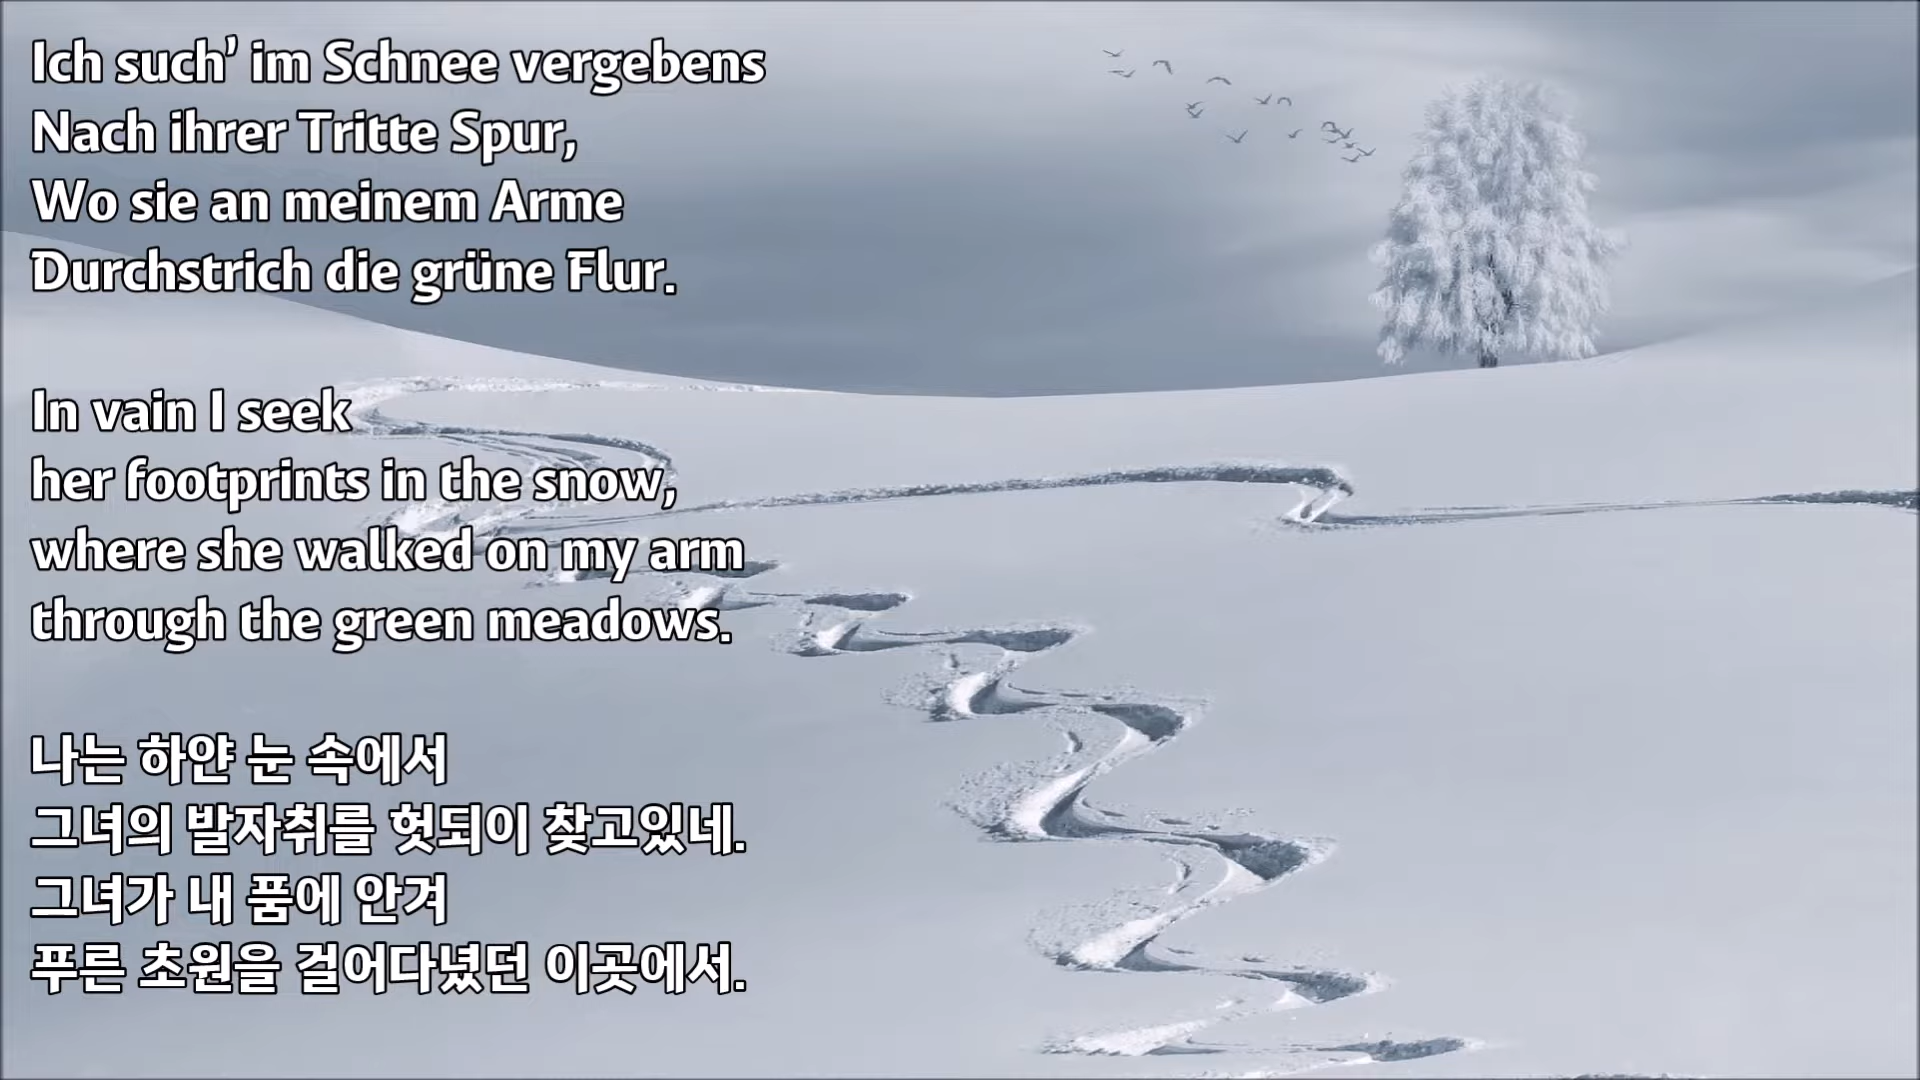 Ich such’ im Schnee vergebens
Nach ihrer Tritte Spur,
Wo sie an meinem Arme
Durchstrich die grüne Flur.
In vain I seek
her footprints in the snow,
where she walked on my arm
through the green meadows.
나는 하얀 눈 속에서
그녀의 발자취를 헛되이 찾고있네.
그녀가 내 품에 안겨
푸른 초원을 걸어다녔던 이곳에서.